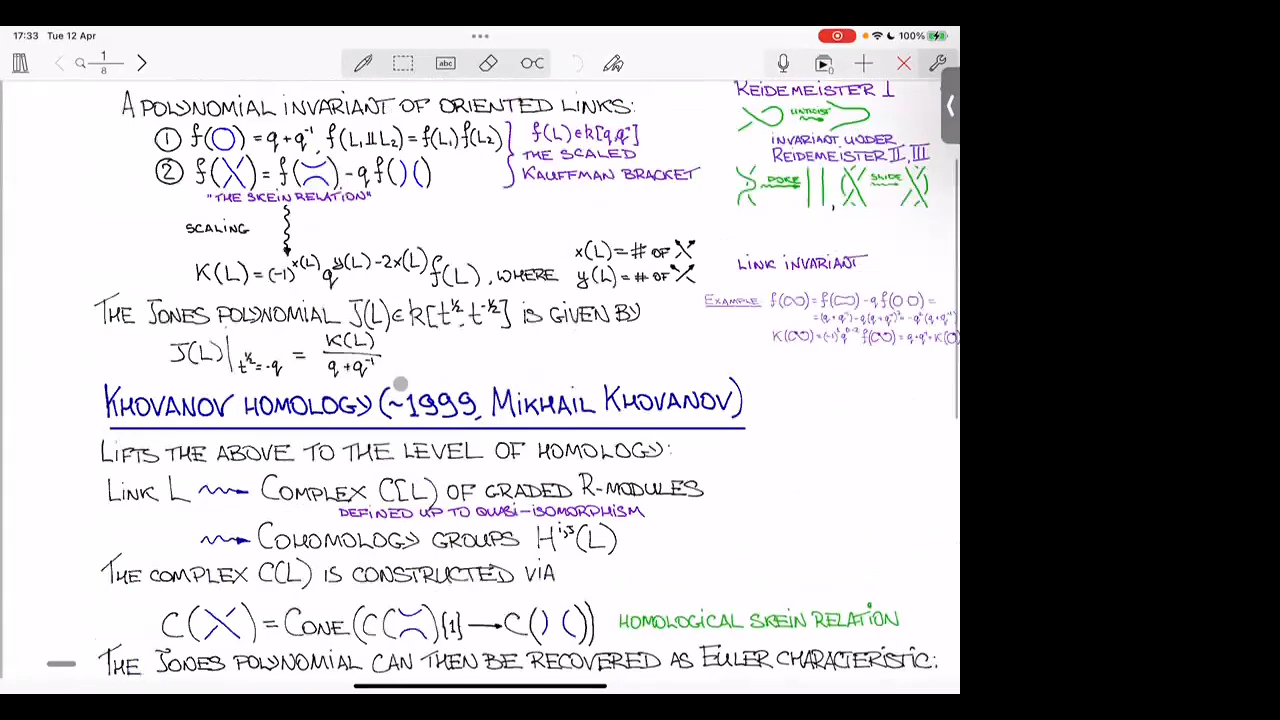 17:33 Tue 12 Apr
100%
1
8
abc
0
A POLYNOMIAL INVARIANT OF ORIENTED LINKS:
① f(◯) = q + q⁻¹, f(L₁ ⨿ L₂) = f(L₁) f(L₂)
② f(X) = f(≍) - q f() ()
"THE SKEIN RELATION"
f(L) ∈ k[q, q⁻¹]
THE SCALED
KAUFFMAN BRACKET
REIDEMEISTER I
UNTWIST
INVARIANT UNDER
REIDEMEISTER II, III
POKE
SLIDE
SCALING
K(L) = (-1)^{x(L)} q^{y(L) - 2x(L)} f(L), WHERE
x(L) = # OF
y(L) = # OF
LINK INVARIANT
THE JONES POLYNOMIAL J(L) ∈ k[t^{1/2}, t^{-1/2}] IS GIVEN BY
J(L)|_{t^{1/2} = -q} = K(L) / (q + q⁻¹)
EXAMPLE
KHOVANOV HOMOLOGY (~1999, MIKHAIL KHOVANOV)
LIFTS THE ABOVE TO THE LEVEL OF HOMOLOGY:
LINK L ⇝ COMPLEX C(L) OF GRADED R-MODULES
DEFINED UP TO QUASI-ISOMORPHISM
⇝ COHOMOLOGY GROUPS H^{i,j}(L)
THE COMPLEX C(L) IS CONSTRUCTED VIA
C(X) = CONE(C(≍){1} → C() ())
HOMOLOGICAL SKEIN RELATION
THE JONES POLYNOMIAL CAN THEN BE RECOVERED AS EULER CHARACTERISTIC: